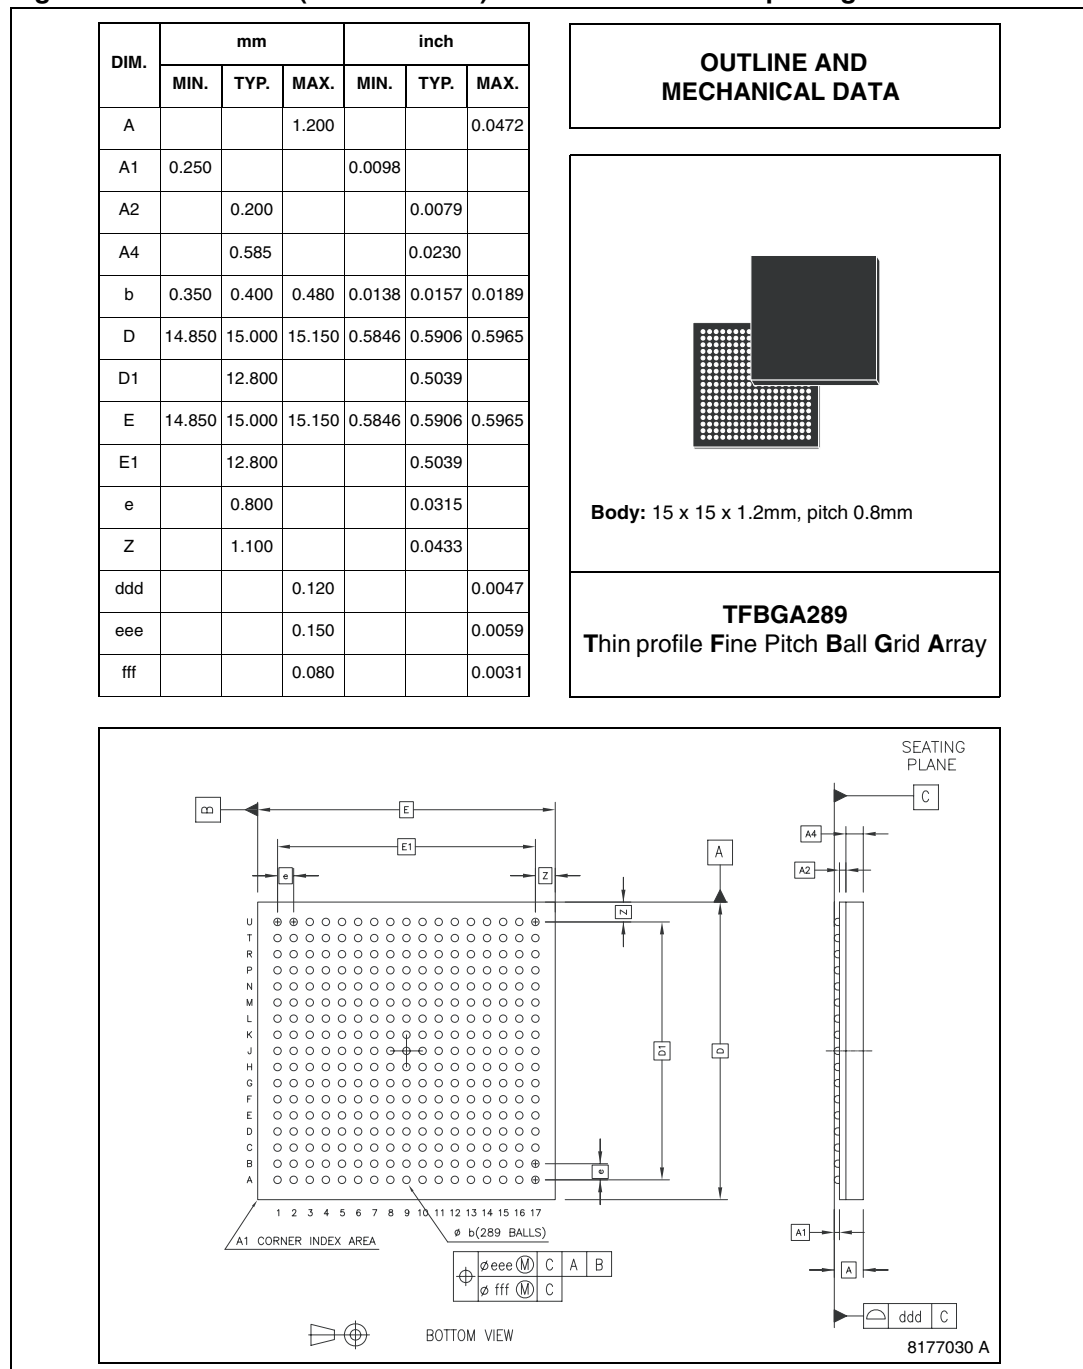 DIM. mm inch
MIN. TYP. MAX. MIN. TYP. MAX.
A 1.200 0.0472
A1 0.250 0.0098
A2 0.200 0.0079
A4 0.585 0.0230
b 0.350 0.400 0.480 0.0138 0.0157 0.0189
D 14.850 15.000 15.150 0.5846 0.5906 0.5965
D1 12.800 0.5039
E 14.850 15.000 15.150 0.5846 0.5906 0.5965
E1 12.800 0.5039
e 0.800 0.0315
Z 1.100 0.0433
ddd 0.120 0.0047
eee 0.150 0.0059
fff 0.080 0.0031
OUTLINE AND
MECHANICAL DATA
Body: 15 x 15 x 1.2mm, pitch 0.8mm
TFBGA289
Thin profile Fine Pitch Ball Grid Array
SEATING
PLANE
C
B
E
E1
A
e
Z
Z
A4
A2
U
T
R
P
N
M
L
K
J
H
G
F
E
D
C
B
A
D1
D
e
1 2 3 4 5 6 7 8 9 10 11 12 13 14 15 16 17
A1 CORNER INDEX AREA
ø b(289 BALLS)
A1
A
ø eee Ⓜ C A B
ø fff Ⓜ C
ddd C
BOTTOM VIEW
8177030 A